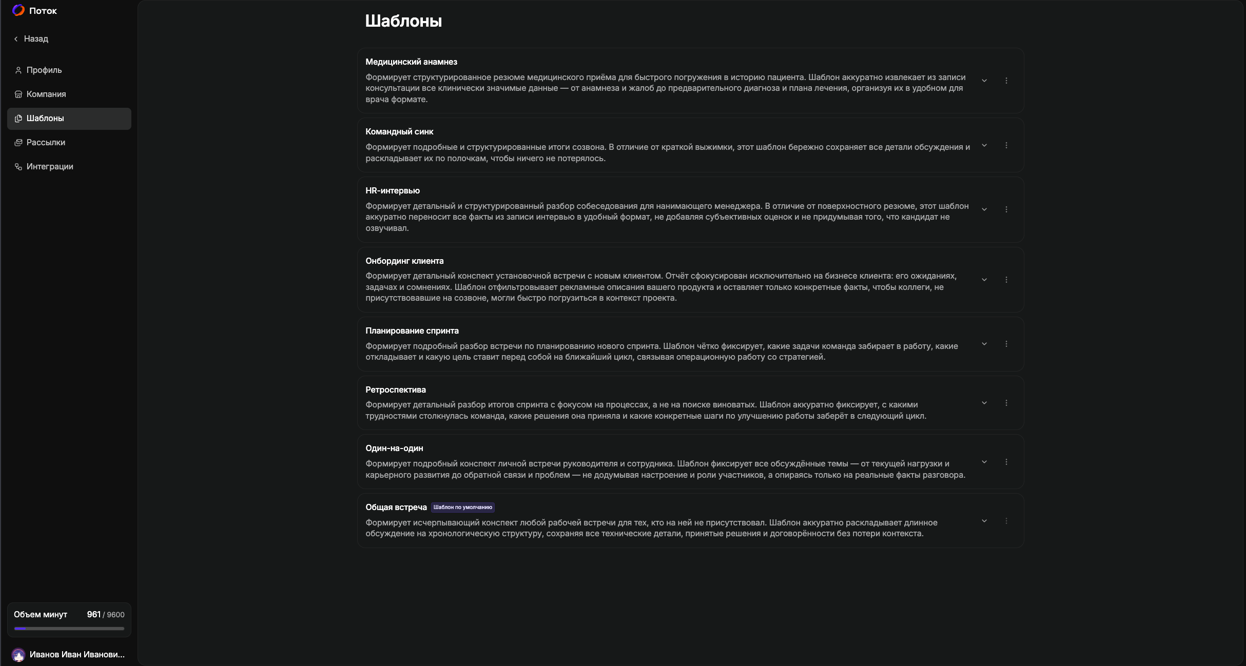 Поток
Назад
Профиль
Компания
Шаблоны
Рассылки
Интеграции
Объем минут 961 / 9600
Иванов Иван Иванови...
Шаблоны
Медицинский анамнез
Формирует структурированное резюме медицинского приёма для быстрого погружения в историю пациента. Шаблон аккуратно извлекает из записи
консультации все клинически значимые данные — от анамнеза и жалоб до предварительного диагноза и плана лечения, организуя их в удобном для
врача формате.
Командный синк
Формирует подробные и структурированные итоги созвона. В отличие от краткой выжимки, этот шаблон бережно сохраняет все детали обсуждения и
раскладывает их по полочкам, чтобы ничего не потерялось.
HR-интервью
Формирует детальный и структурированный разбор собеседования для нанимающего менеджера. В отличие от поверхностного резюме, этот шаблон
аккуратно переносит все факты из записи интервью в удобный формат, не добавляя субъективных оценок и не придумывая того, что кандидат не
озвучивал.
Онбординг клиента
Формирует детальный конспект установочной встречи с новым клиентом. Отчёт сфокусирован исключительно на бизнесе клиента: его ожиданиях,
задачах и сомнениях. Шаблон отфильтровывает рекламные описания вашего продукта и оставляет только конкретные факты, чтобы коллеги, не
присутствовавшие на созвоне, могли быстро погрузиться в контекст проекта.
Планирование спринта
Формирует подробный разбор встречи по планированию нового спринта. Шаблон чётко фиксирует, какие задачи команда забирает в работу, какие
откладывает и какую цель ставит перед собой на ближайший цикл, связывая операционную работу со стратегией.
Ретроспектива
Формирует детальный разбор итогов спринта с фокусом на процессах, а не на поиске виноватых. Шаблон аккуратно фиксирует, с какими
трудностями столкнулась команда, какие решения она приняла и какие конкретные шаги по улучшению работы заберёт в следующий цикл.
Один-на-один
Формирует подробный конспект личной встречи руководителя и сотрудника. Шаблон фиксирует все обсуждённые темы — от текущей нагрузки и
карьерного развития до обратной связи и проблем — не додумывая настроение и роли участников, а опираясь только на реальные факты разговора.
Общая встреча Шаблон по умолчанию
Формирует исчерпывающий конспект любой рабочей встречи для тех, кто на ней не присутствовал. Шаблон аккуратно раскладывает длинное
обсуждение на хронологическую структуру, сохраняя все технические детали, принятые решения и договорённости без потери контекста.